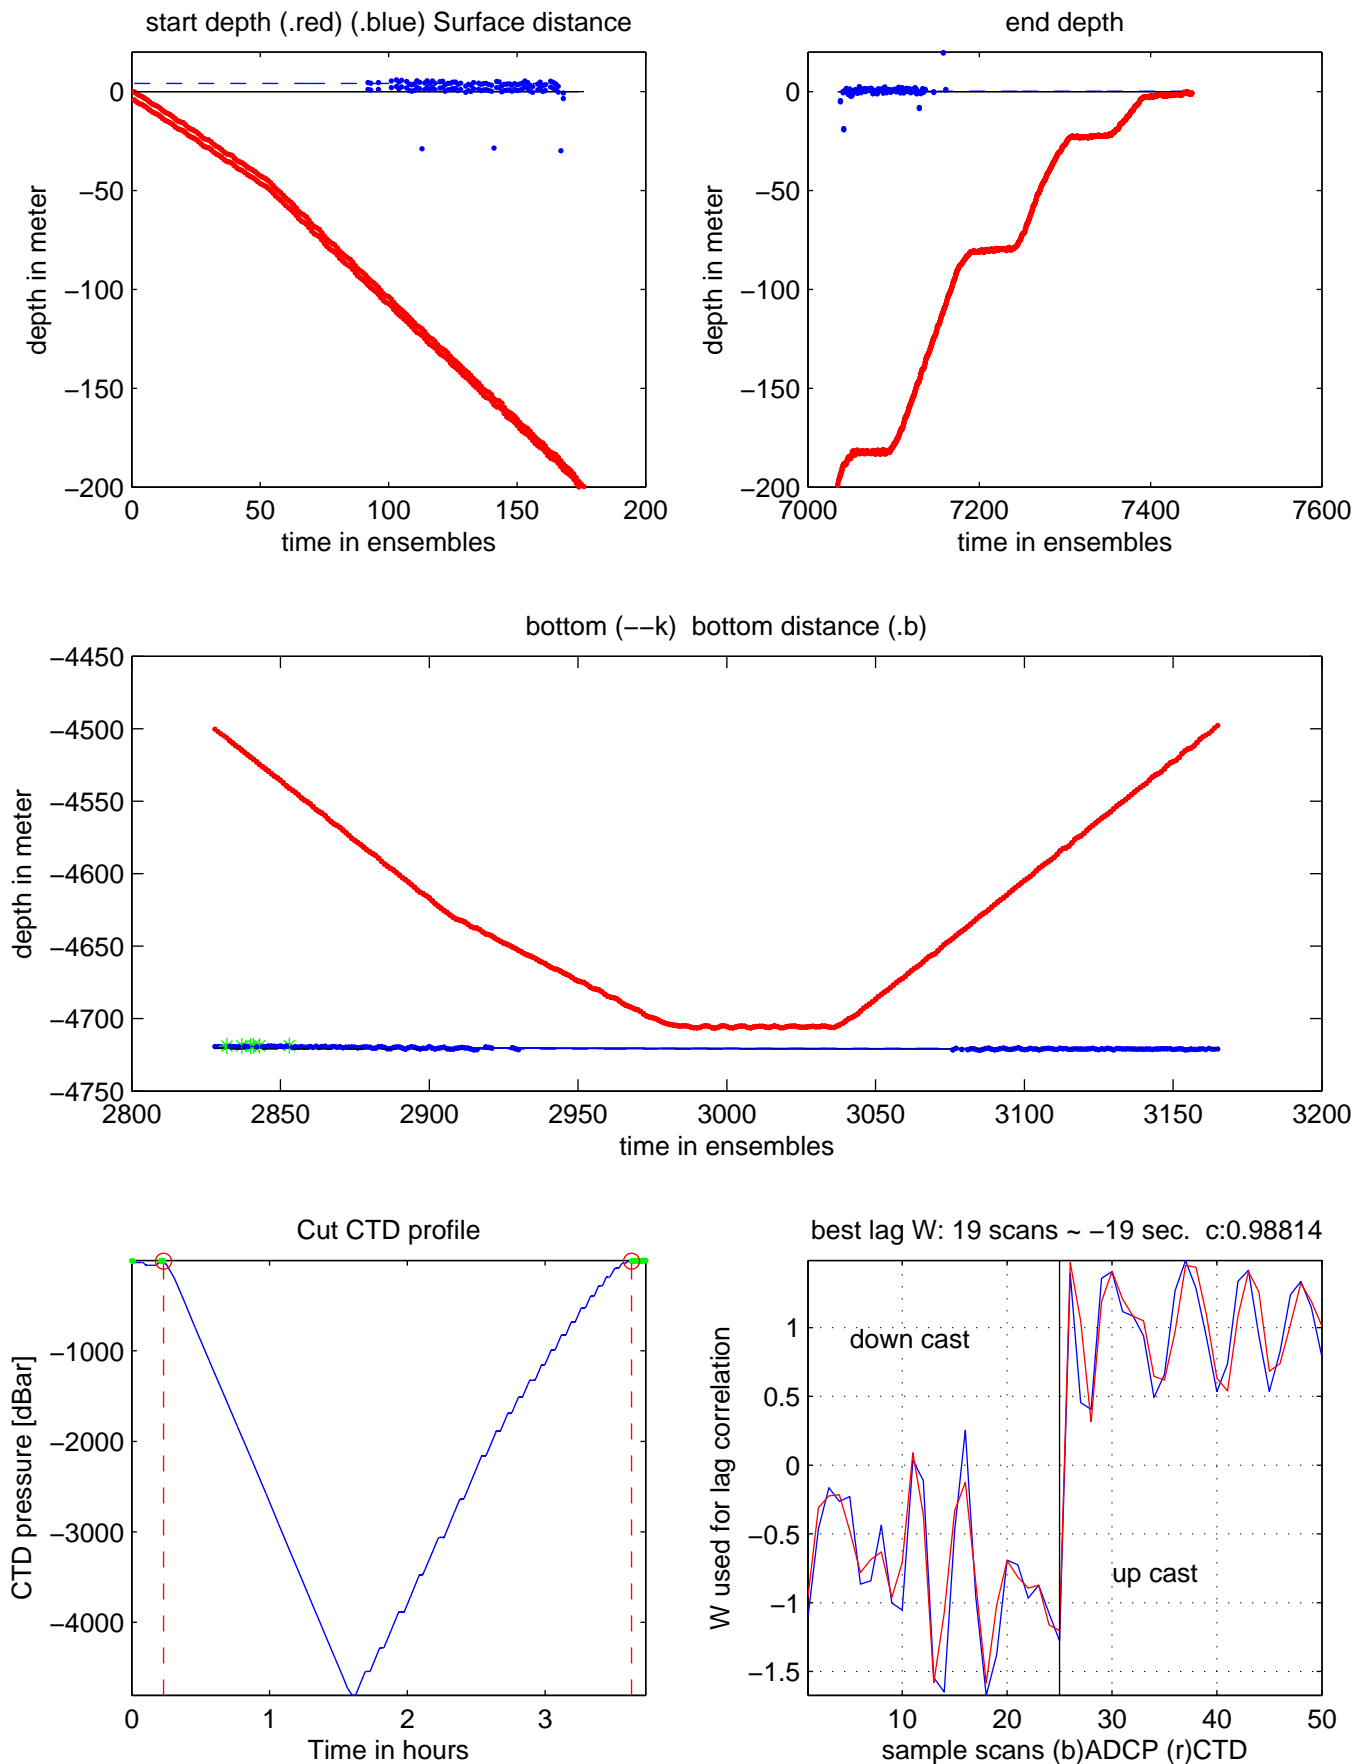 start depth (.red) (.blue) Surface distance
0
−50
−100
−150
−200
0 50 100 150 200
depth in meter
time in ensembles
end depth
0
−50
−100
−150
−200
7000 7200 7400 7600
depth in meter
time in ensembles
bottom (−−k)  bottom distance (.b)
−4450
−4500
−4550
−4600
−4650
−4700
−4750
2800 2850 2900 2950 3000 3050 3100 3150 3200
depth in meter
time in ensembles
Cut CTD profile
−1000
−2000
−3000
−4000
0 1 2 3
CTD pressure [dBar]
Time in hours
best lag W: 19 scans ~ −19 sec.  c:0.98814
1
0.5
0
−0.5
−1
−1.5
10 20 30 40 50
W used for lag correlation
down cast
up cast
sample scans (b)ADCP (r)CTD